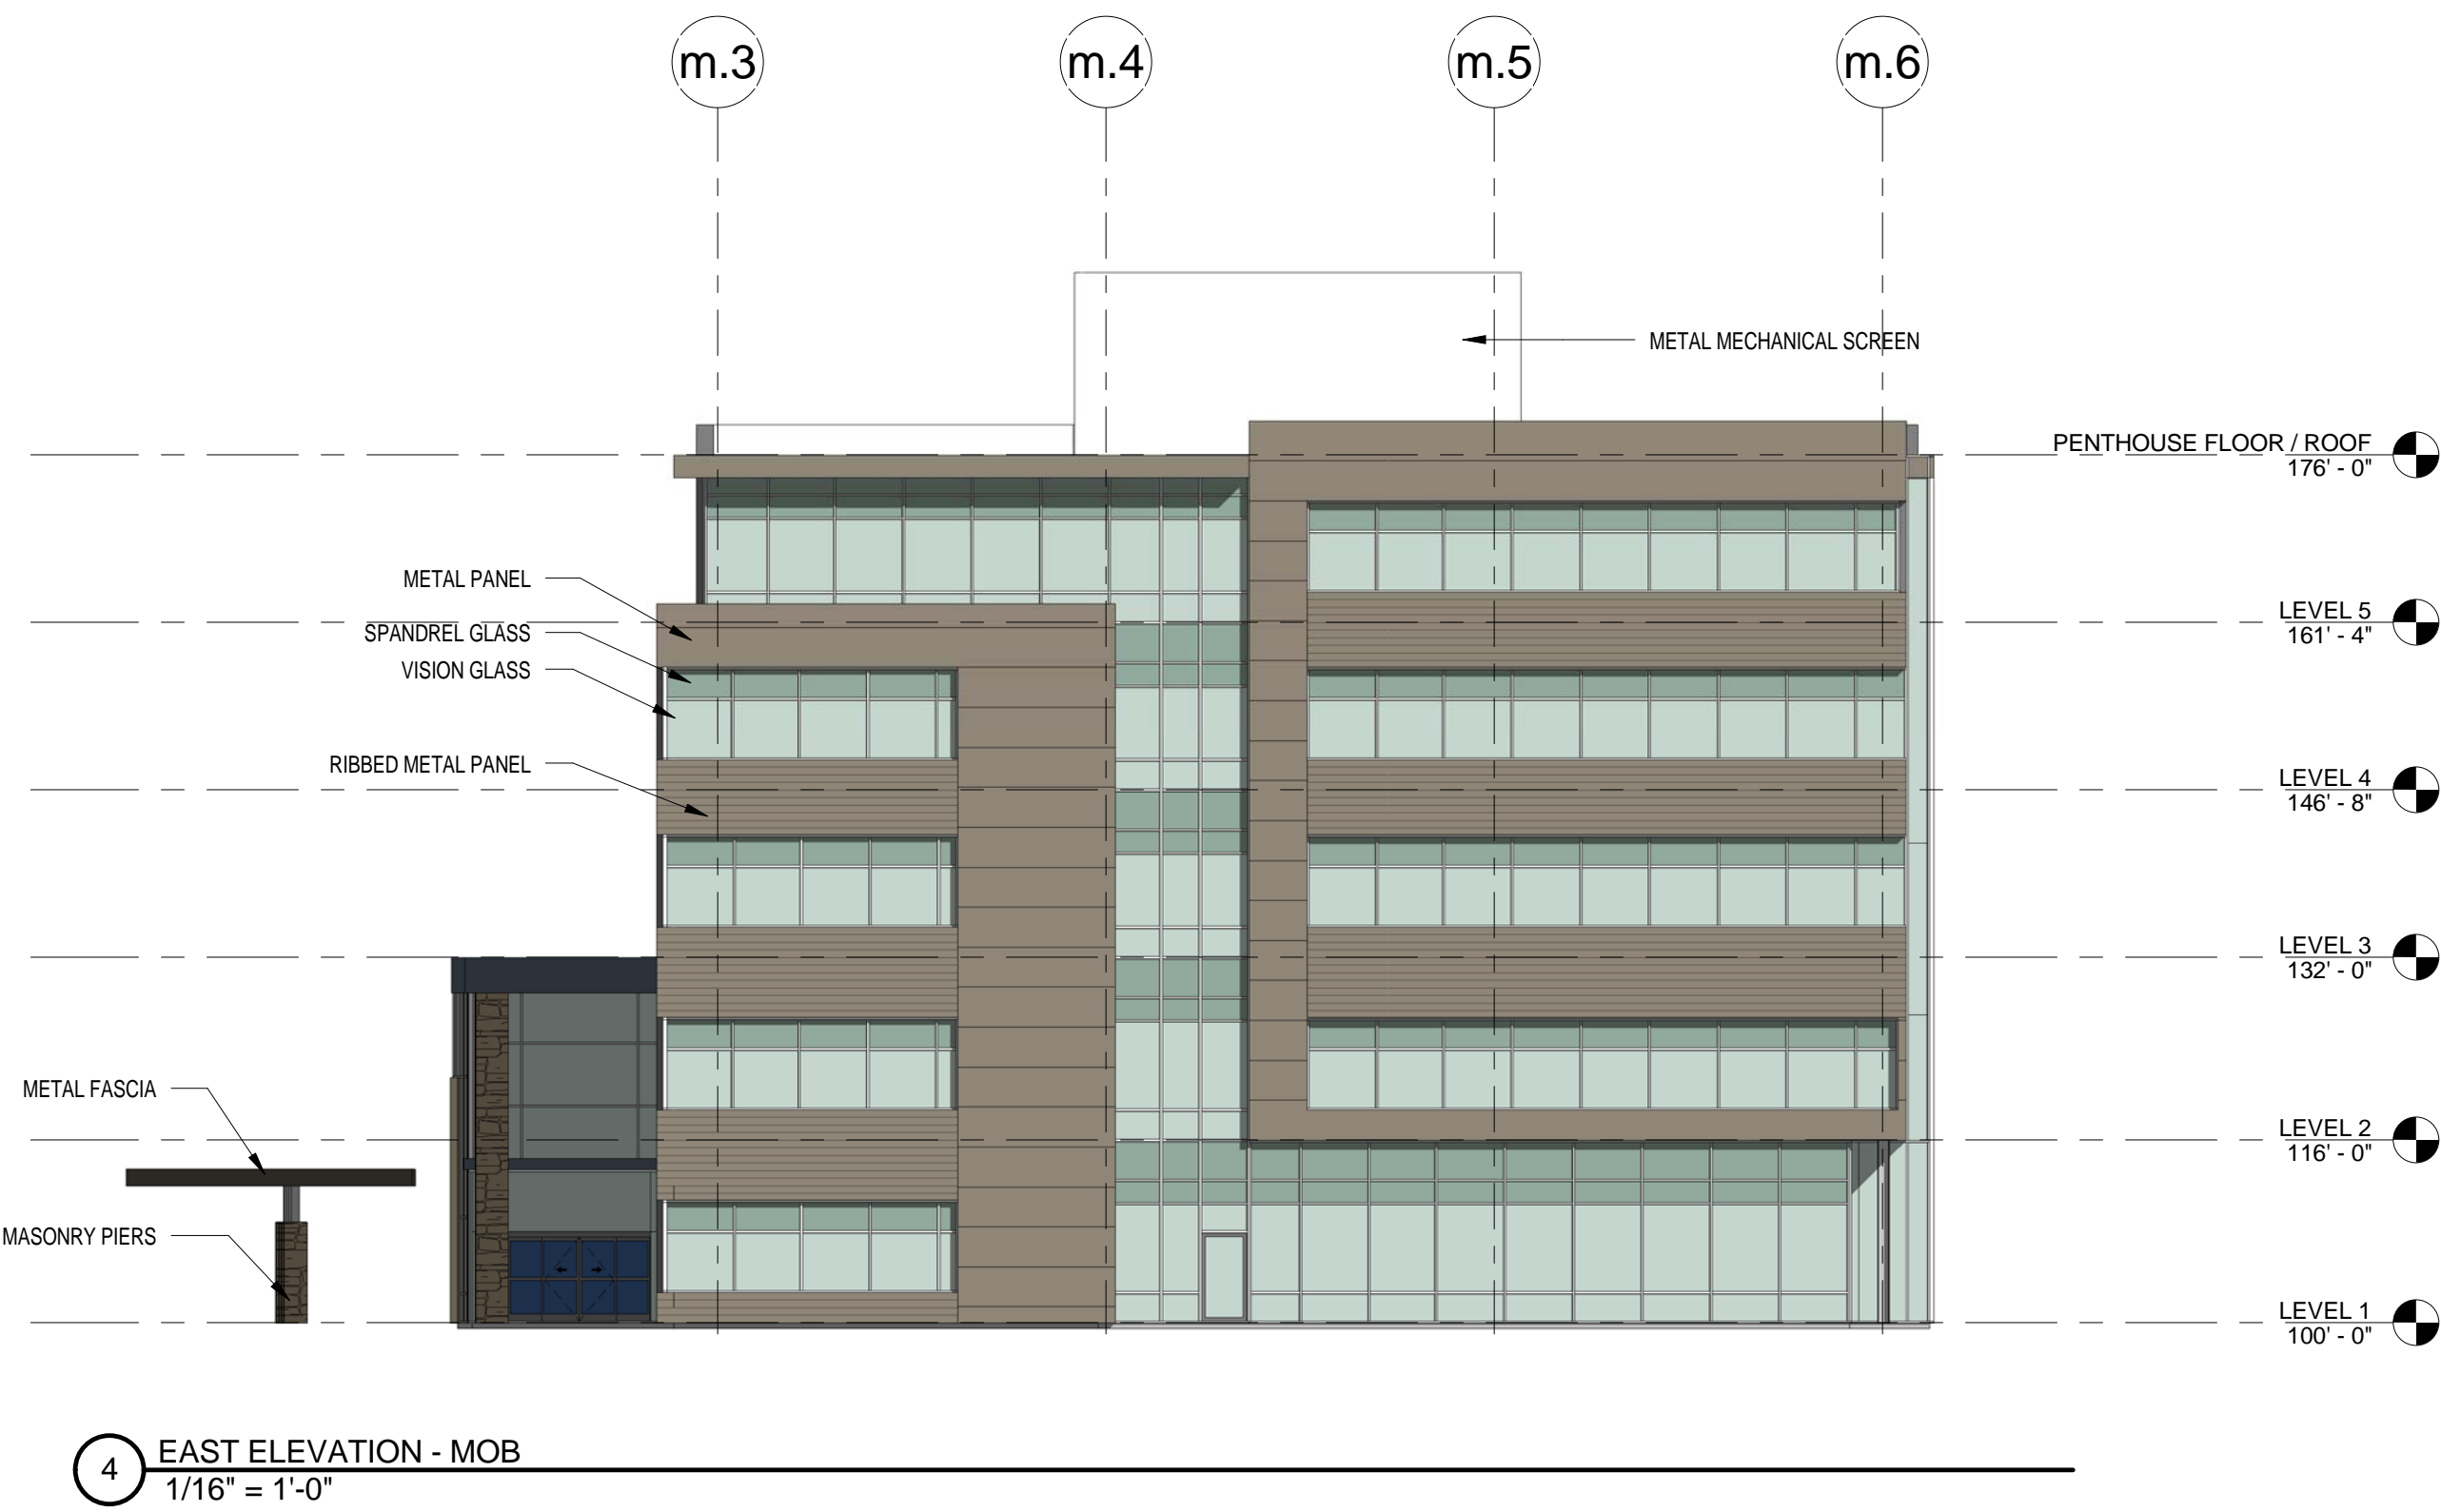 m.3
m.4
m.5
m.6
METAL MECHANICAL SCREEN
PENTHOUSE FLOOR / ROOF
176' - 0"
METAL PANEL
SPANDREL GLASS
VISION GLASS
LEVEL 5
161' - 4"
RIBBED METAL PANEL
LEVEL 4
146' - 8"
LEVEL 3
132' - 0"
METAL FASCIA
LEVEL 2
116' - 0"
MASONRY PIERS
LEVEL 1
100' - 0"
4
EAST ELEVATION - MOB
1/16" = 1'-0"